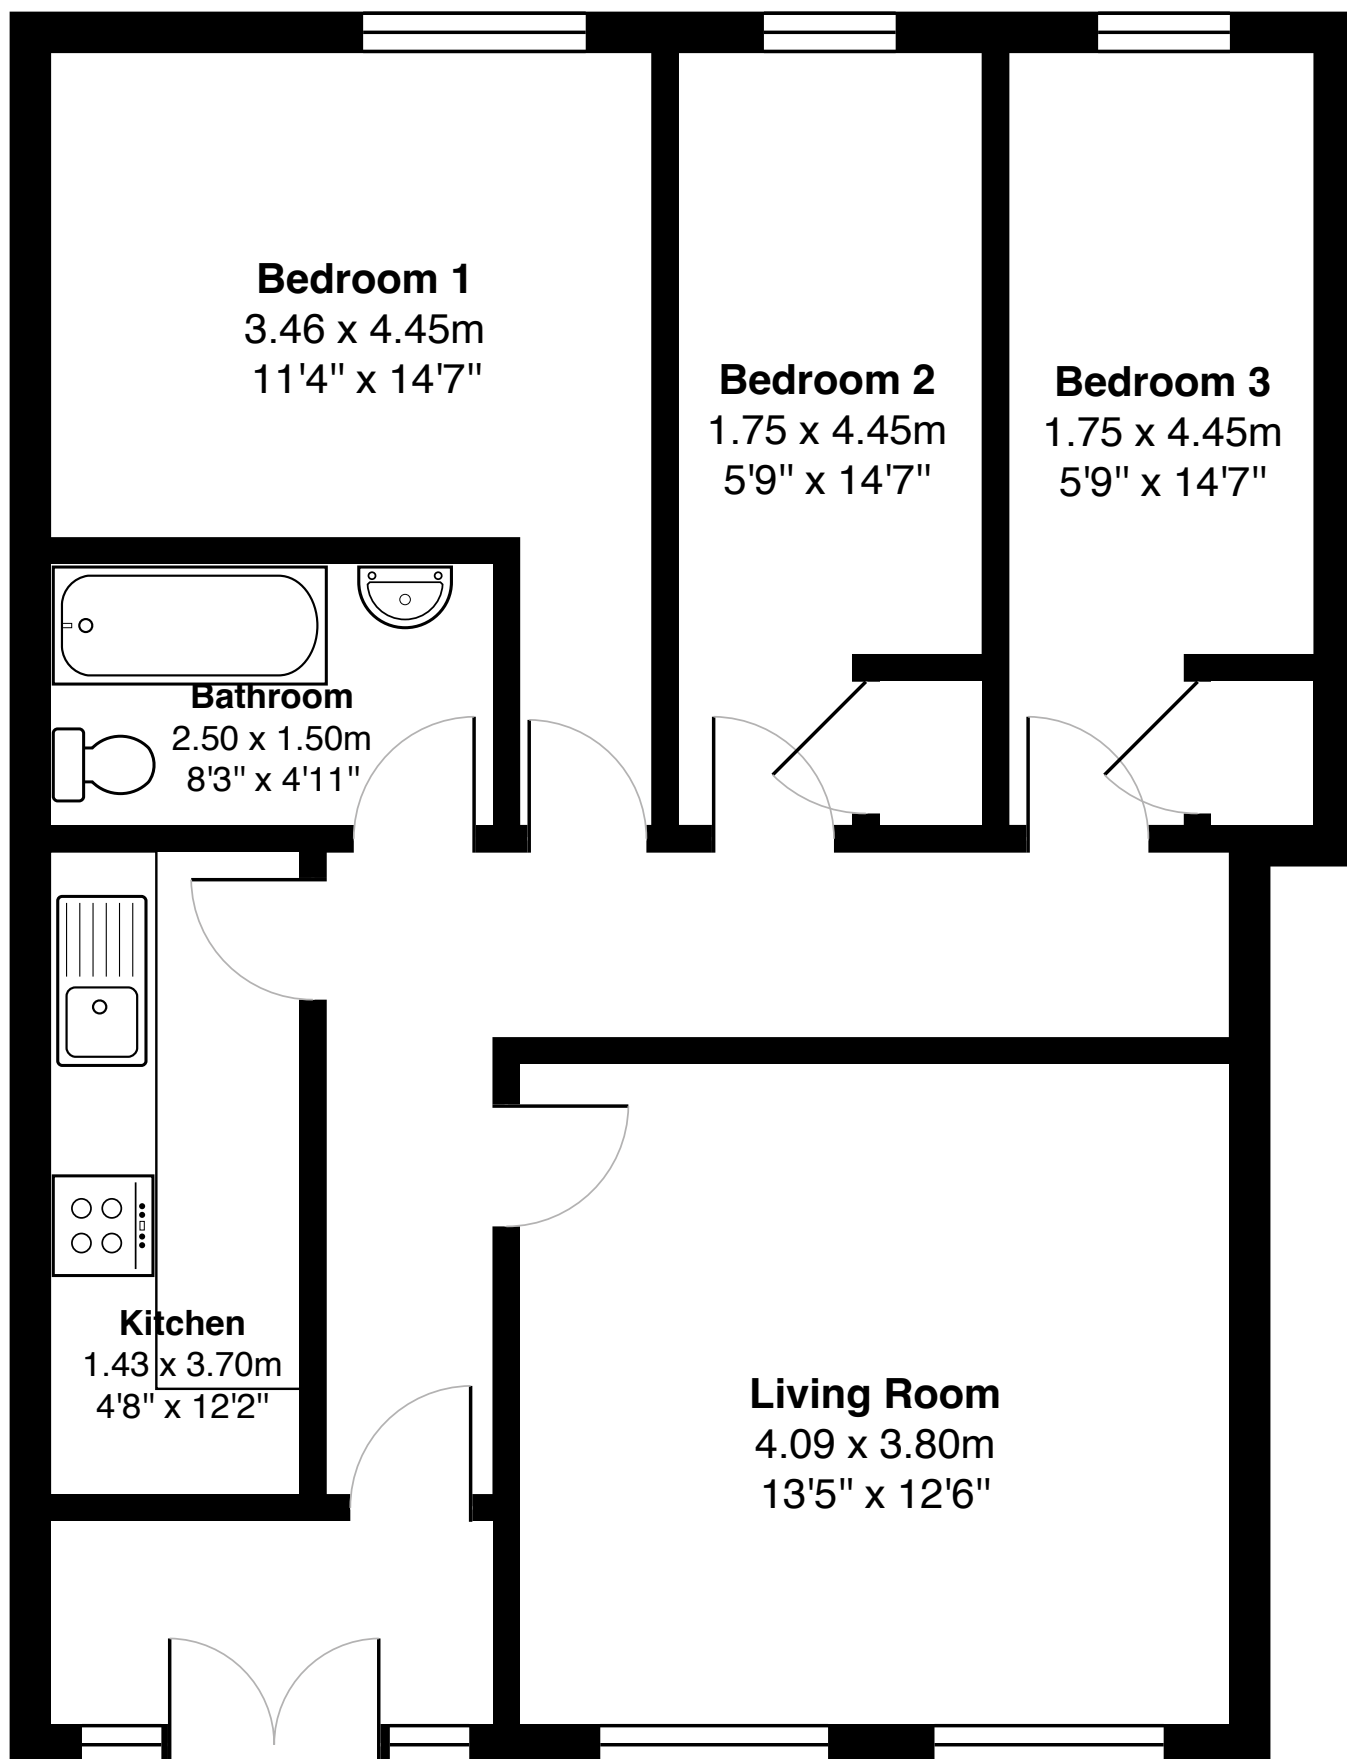 Bedroom 1
3.46 x 4.45m
11'4" x 14'7"
Bedroom 2
1.75 x 4.45m
5'9" x 14'7"
Bedroom 3
1.75 x 4.45m
5'9" x 14'7"
Bathroom
2.50 x 1.50m
8'3" x 4'11"
Kitchen
1.43 x 3.70m
4'8" x 12'2"
Living Room
4.09 x 3.80m
13'5" x 12'6"